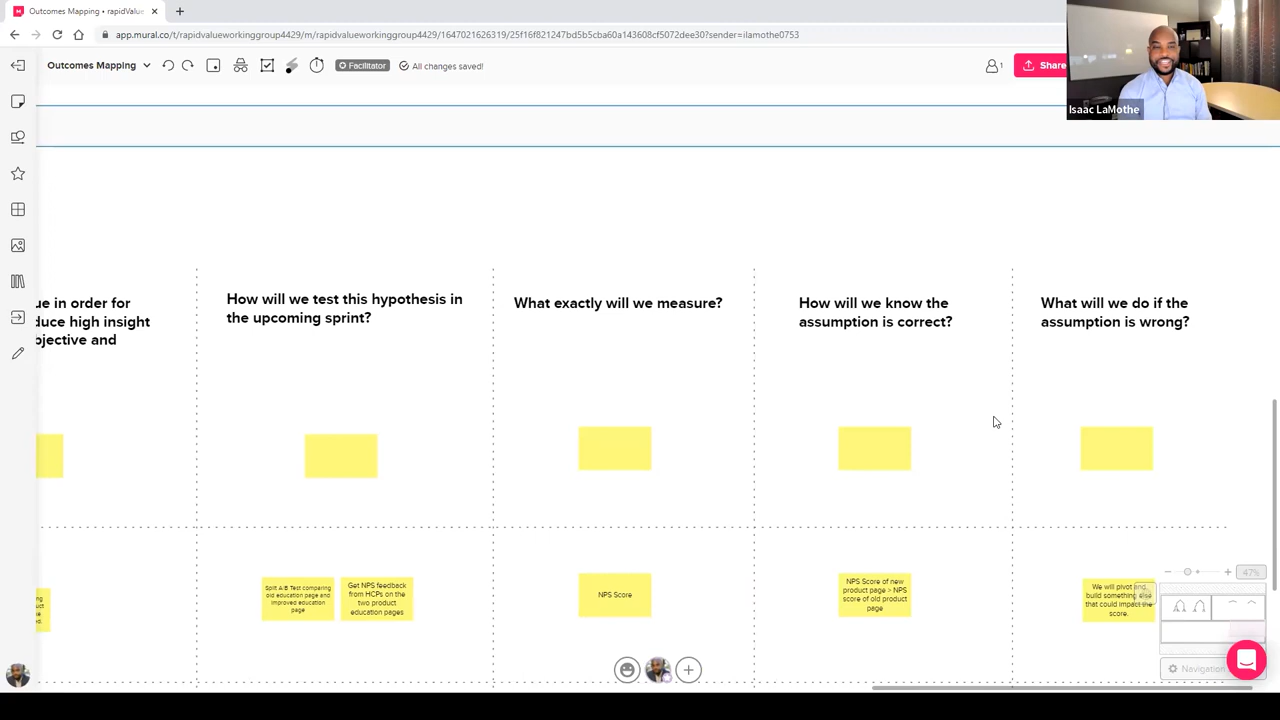 Outcomes Mapping • rapidValue
app.mural.co/t/rapidvalueworkinggroup4429/m/rapidvalueworkinggroup4429/1647021626319/25f16f821247bd5b5cba60a143608cf5072dee30?sender=ilamothe0753
Outcomes Mapping
Facilitator
All changes saved!
1
Share
Isaac LaMothe
ue in order for
duce high insight
bjective and
How will we test this hypothesis in
the upcoming sprint?
What exactly will we measure?
How will we know the
assumption is correct?
What will we do if the
assumption is wrong?
Split A/B Test comparing
old education page and
improved education
page
Get NPS feedback
from HCPs on the
two product
education pages
NPS Score
NPS Score of new
product page > NPS
score of old product
page
We will pivot and
build something else
that could impact the
score.
47%
Navigation